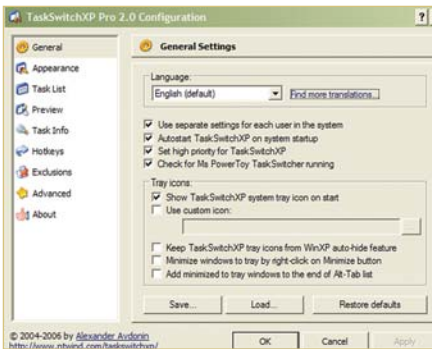 TaskSwitchXP Pro 2.0 Configuration
?
General
Appearance
Task List
Preview
Task Info
Hotkeys
Exclusions
Advanced
About
General Settings
Language:
English (default)
Find more translations...
Use separate settings for each user in the system
Autostart TaskSwitchXP on system startup
Set high priority for TaskSwitchXP
Check for Ms PowerToy TaskSwitcher running
Tray icons:
Show TaskSwitchXP system tray icon on start
Use custom icon:
...
Keep TaskSwitchXP tray icons from WinXP auto-hide feature
Minimize windows to tray by right-click on Minimize button
Add minimized to tray windows to the end of Alt-Tab list
Save...
Load...
Restore defaults
© 2004-2006 by Alexander Avdonin
http://www.ntwind.com/taskswitchxp/
OK
Cancel
Apply